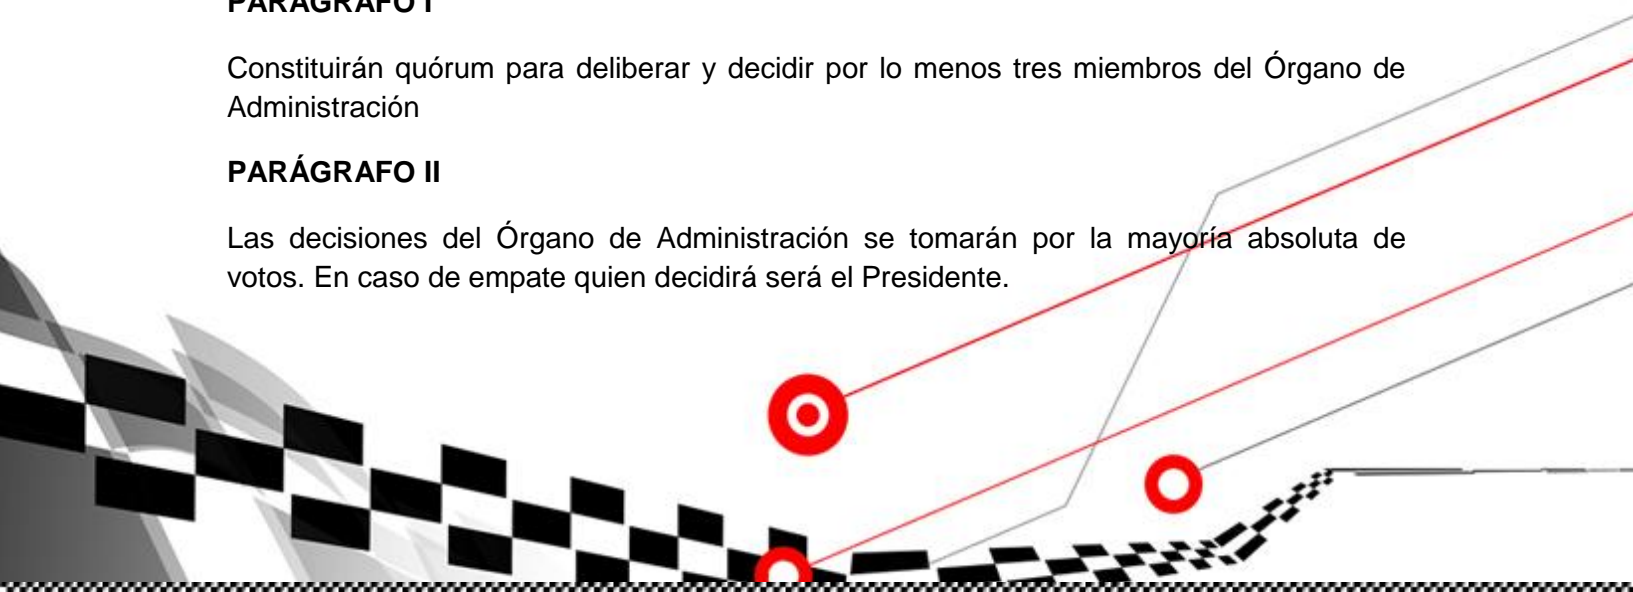 PARÁGRAFO I
Constituirán quórum para deliberar y decidir por lo menos tres miembros del Órgano de
Administración
PARÁGRAFO II
Las decisiones del Órgano de Administración se tomarán por la mayoría absoluta de
votos. En caso de empate quien decidirá será el Presidente.